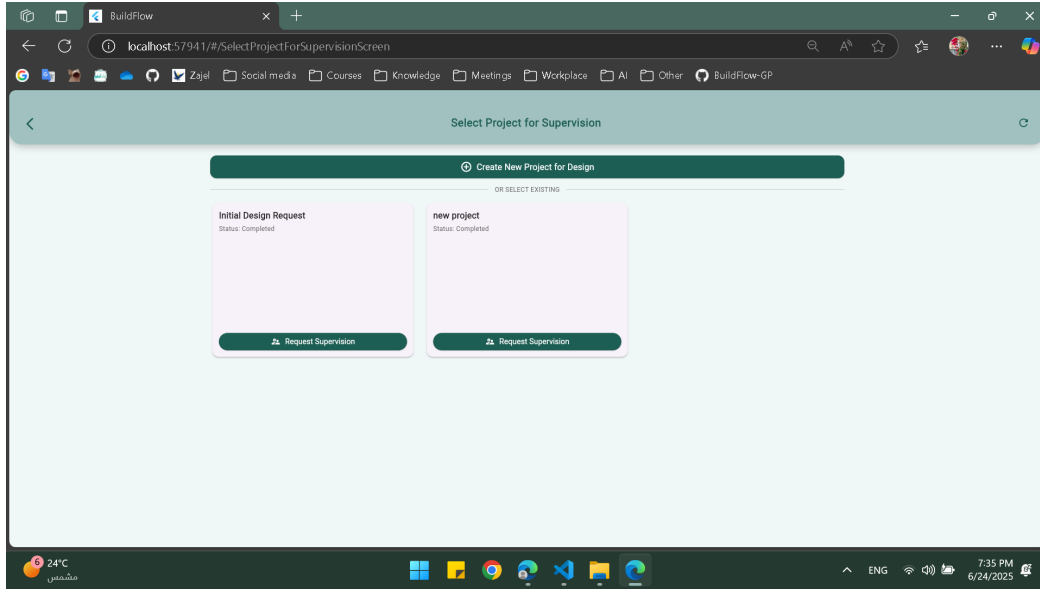 BuildFlow
localhost:57941/#/SelectProjectForSupervisionScreen
Zajel Social media Courses Knowledge Meetings Workplace AI Other BuildFlow-GP
Select Project for Supervision
Create New Project for Design
OR SELECT EXISTING
Initial Design Request
Status: Completed
Request Supervision
new project
Status: Completed
Request Supervision
6
24°C
مشمس
ENG
7:35 PM
6/24/2025